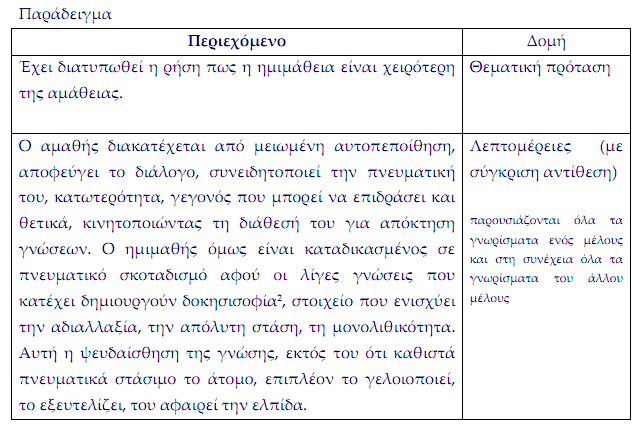 Παράδειγμα
Περιεχόμενο
Δομή
Έχει διατυπωθεί η ρήση πως η ημιμάθεια είναι χειρότερη
της αμάθειας.
Θεματική πρόταση
Ο αμαθής διακατέχεται από μειωμένη αυτοπεποίθηση,
αποφεύγει το διάλογο, συνειδητοποιεί την πνευματική
του, κατωτερότητα, γεγονός που μπορεί να επιδράσει και
θετικά, κινητοποιώντας τη διάθεσή του για απόκτηση
γνώσεων. Ο ημιμαθής όμως είναι καταδικασμένος σε
πνευματικό σκοταδισμό αφού οι λίγες γνώσεις που
κατέχει δημιουργούν δοκησισοφία², στοιχείο που ενισχύει
την αδιαλλαξία, την απόλυτη στάση, τη μονολιθικότητα.
Αυτή η ψευδαίσθηση της γνώσης, εκτός του ότι καθιστά
πνευματικά στάσιμο το άτομο, επιπλέον το γελοιοποιεί,
το εξευτελίζει, του αφαιρεί την ελπίδα.
Λεπτομέρειες (με
σύγκριση αντίθεση)
παρουσιάζονται όλα τα
γνωρίσματα ενός μέλους
και στη συνέχεια όλα τα
γνωρίσματα του άλλου
μέλους